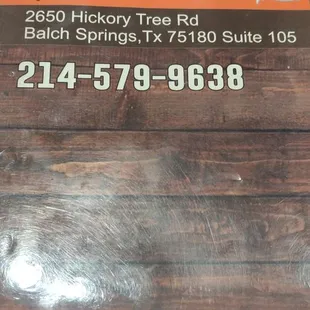 2650 Hickory Tree Rd
Balch Springs,Tx 75180 Suite 105
214-579-9638